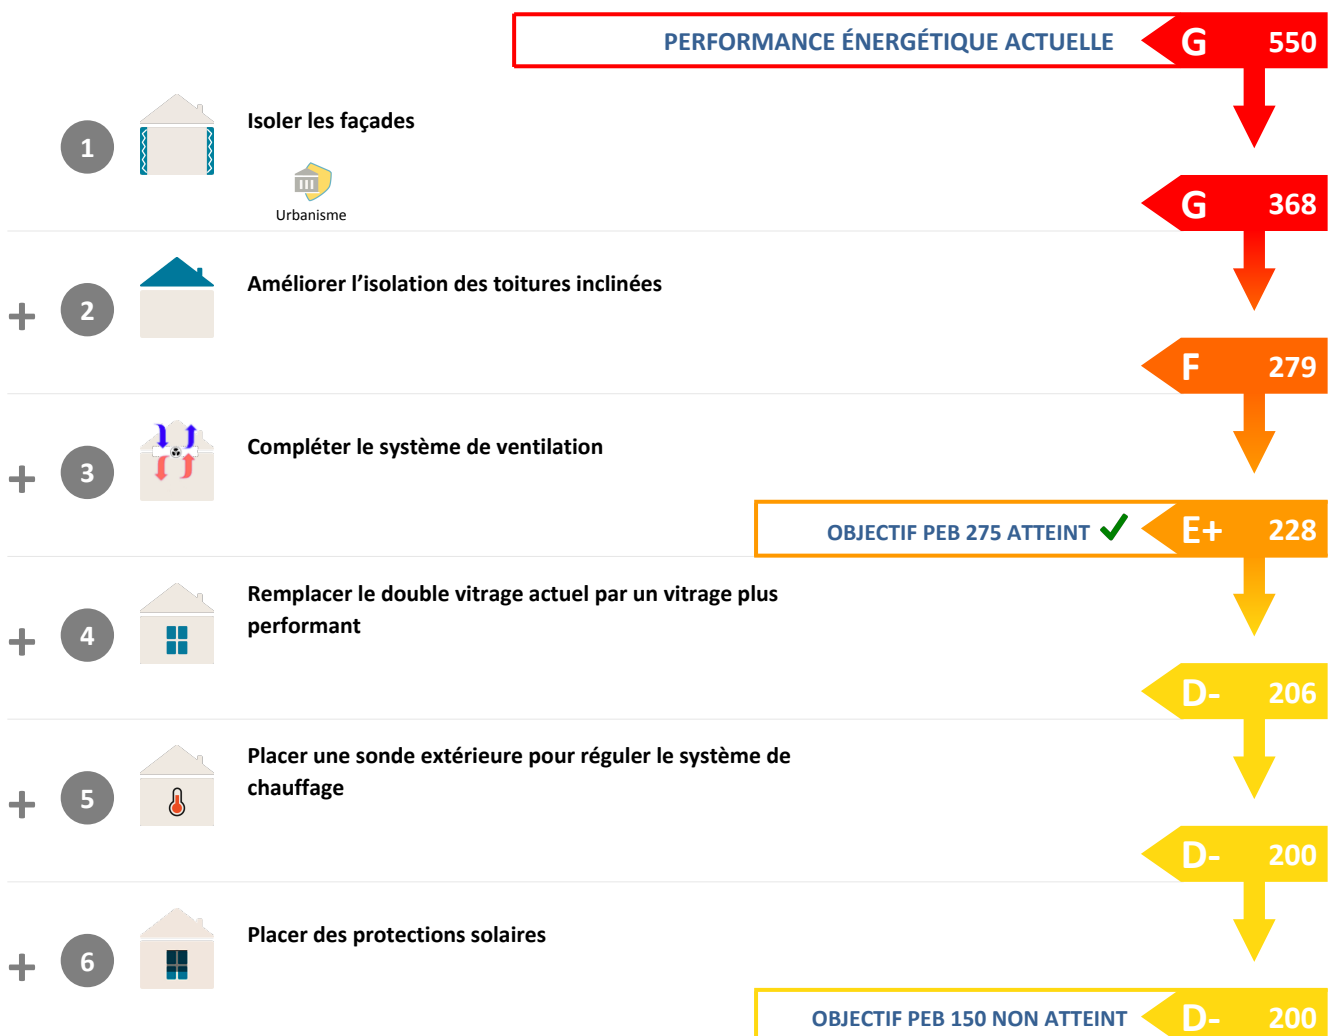 PERFORMANCE ÉNERGÉTIQUE ACTUELLE G 550
1 Isoler les façades
Urbanisme
G 368
+ 2 Améliorer l’isolation des toitures inclinées
F 279
+ 3 Compléter le système de ventilation
OBJECTIF PEB 275 ATTEINT ✓ E+ 228
+ 4 Remplacer le double vitrage actuel par un vitrage plus
performant
D- 206
+ 5 Placer une sonde extérieure pour réguler le système de
chauffage
D- 200
+ 6 Placer des protections solaires
OBJECTIF PEB 150 NON ATTEINT D- 200